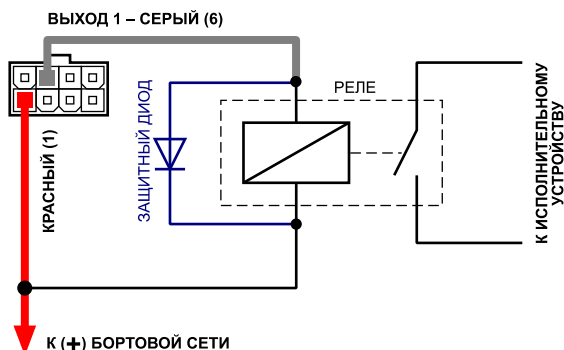 ВЫХОД 1 – СЕРЫЙ (6)
РЕЛЕ
ЗАЩИТНЫЙ ДИОД
КРАСНЫЙ (1)
К ИСПОЛНИТЕЛЬНОМУ
УСТРОЙСТВУ
К (+) БОРТОВОЙ СЕТИ